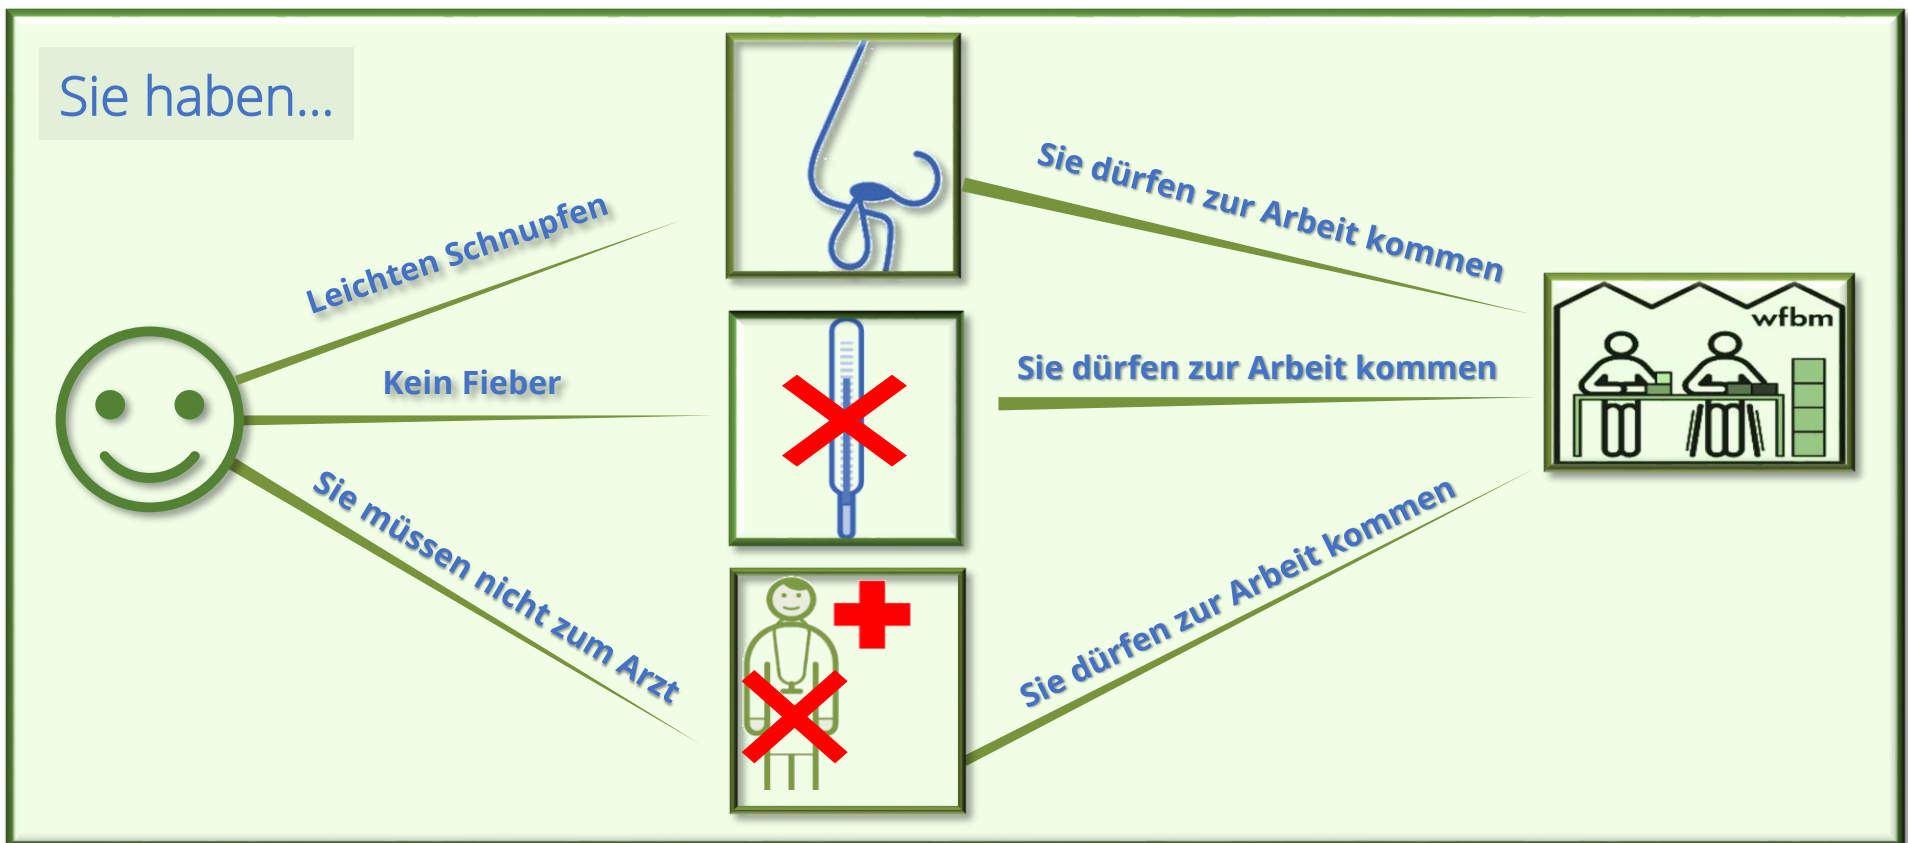 Sie haben...
Leichten Schnupfen
Sie dürfen zur Arbeit kommen
Kein Fieber
Sie dürfen zur Arbeit kommen
Sie müssen nicht zum Arzt
Sie dürfen zur Arbeit kommen
wfbm